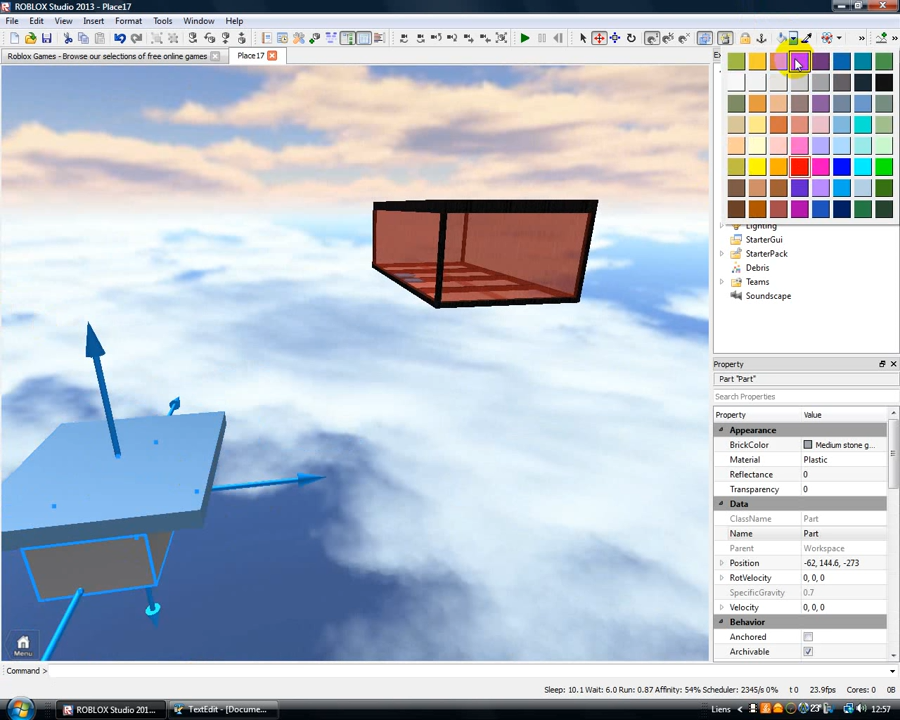 ROBLOX Studio 2013 - Place17
File Edit View Insert Format Tools Window Help
Roblox Games - Browse our selections of free online games
Place17
Lighting
StarterGui
StarterPack
Debris
Teams
Soundscape
Property
Part "Part"
Search Properties
Property Value
Appearance
BrickColor Medium stone g...
Material Plastic
Reflectance 0
Transparency 0
Data
ClassName Part
Name Part
Parent Workspace
Position -62, 144.6, -273
RotVelocity 0, 0, 0
SpecificGravity 0.7
Velocity 0, 0, 0
Behavior
Anchored
Archivable
Menu
Command >
Sleep: 10.1 Wait: 6.0 Run: 0.87 Affinity: 54% Scheduler: 2345/s 0% t 0 23.9fps Cores: 0 0B
ROBLOX Studio 201... TextEdit - [Docume... Liens 23° 12:57